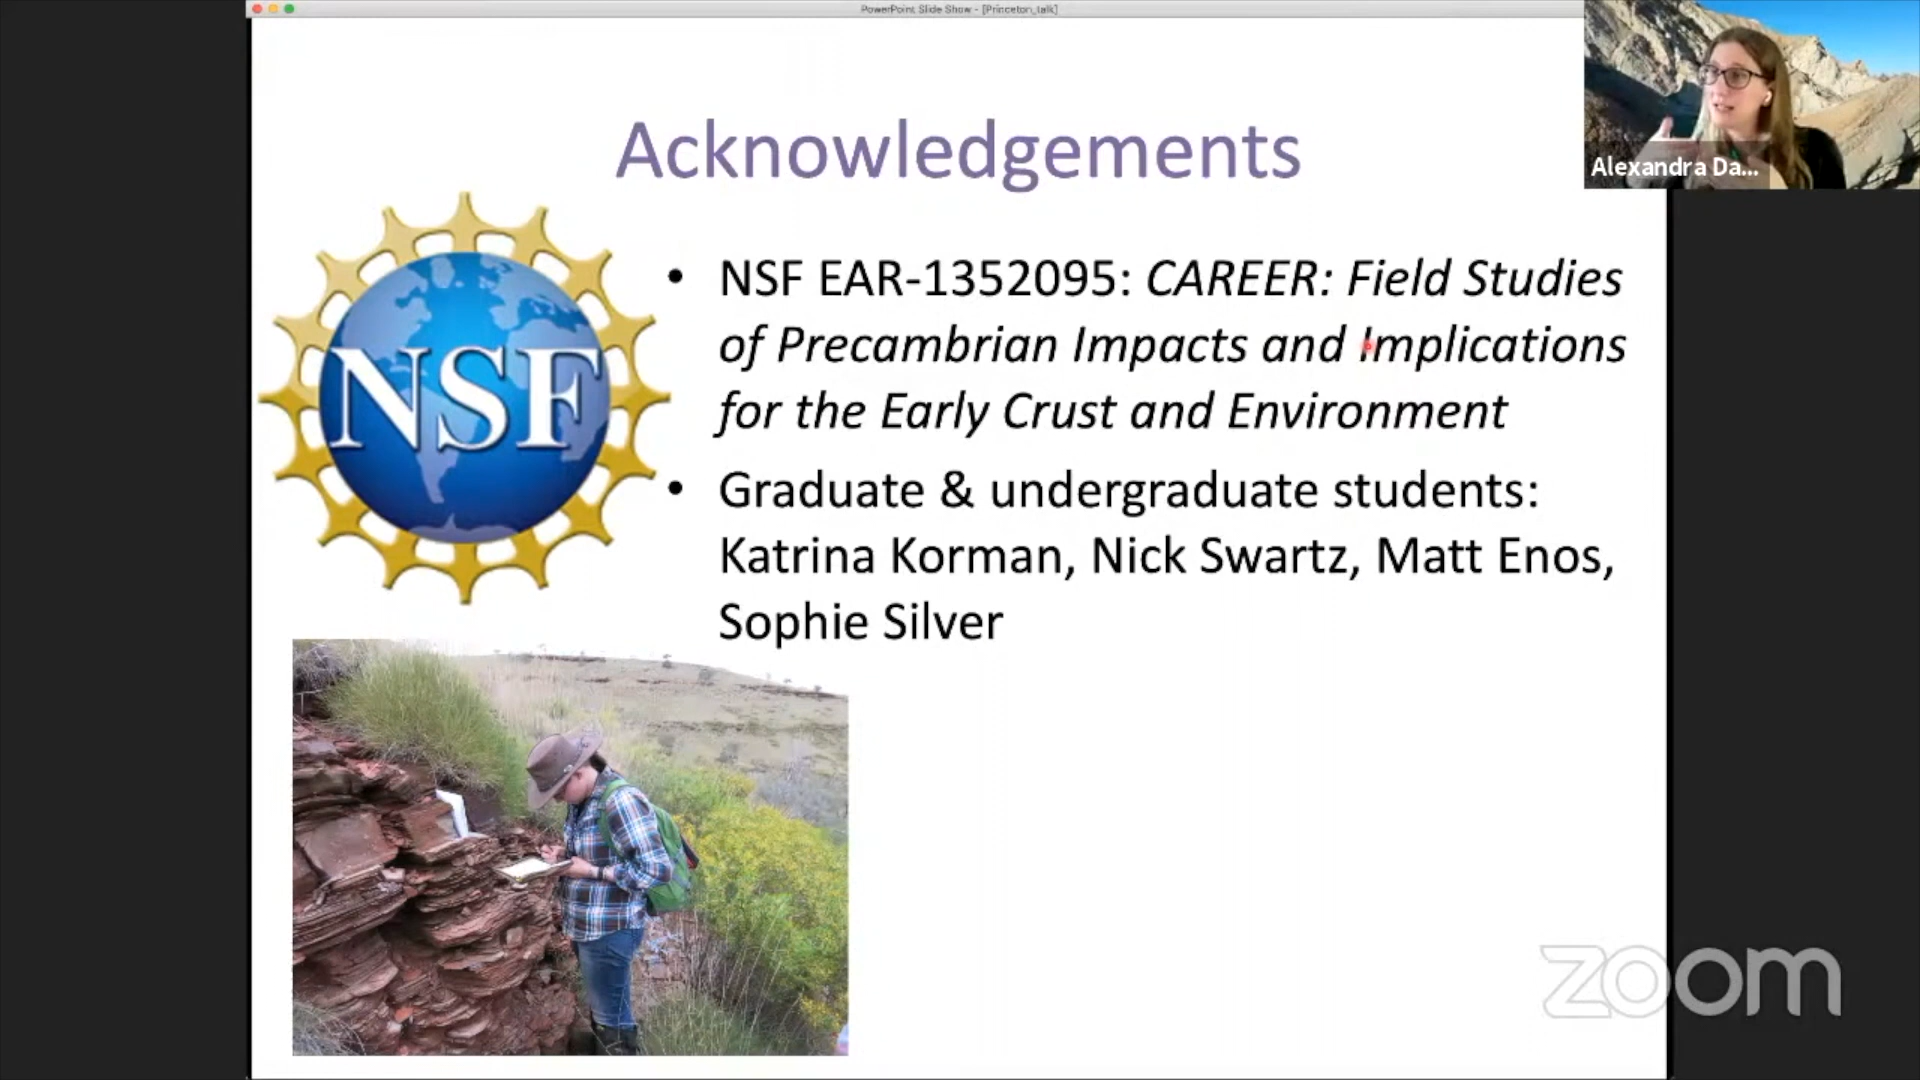 PowerPoint Slide Show - [Princeton_talk]
Acknowledgements
Alexandra Da...
NSF
• NSF EAR-1352095: CAREER: Field Studies
of Precambrian Impacts and Implications
for the Early Crust and Environment
• Graduate & undergraduate students:
Katrina Korman, Nick Swartz, Matt Enos,
Sophie Silver
zoom